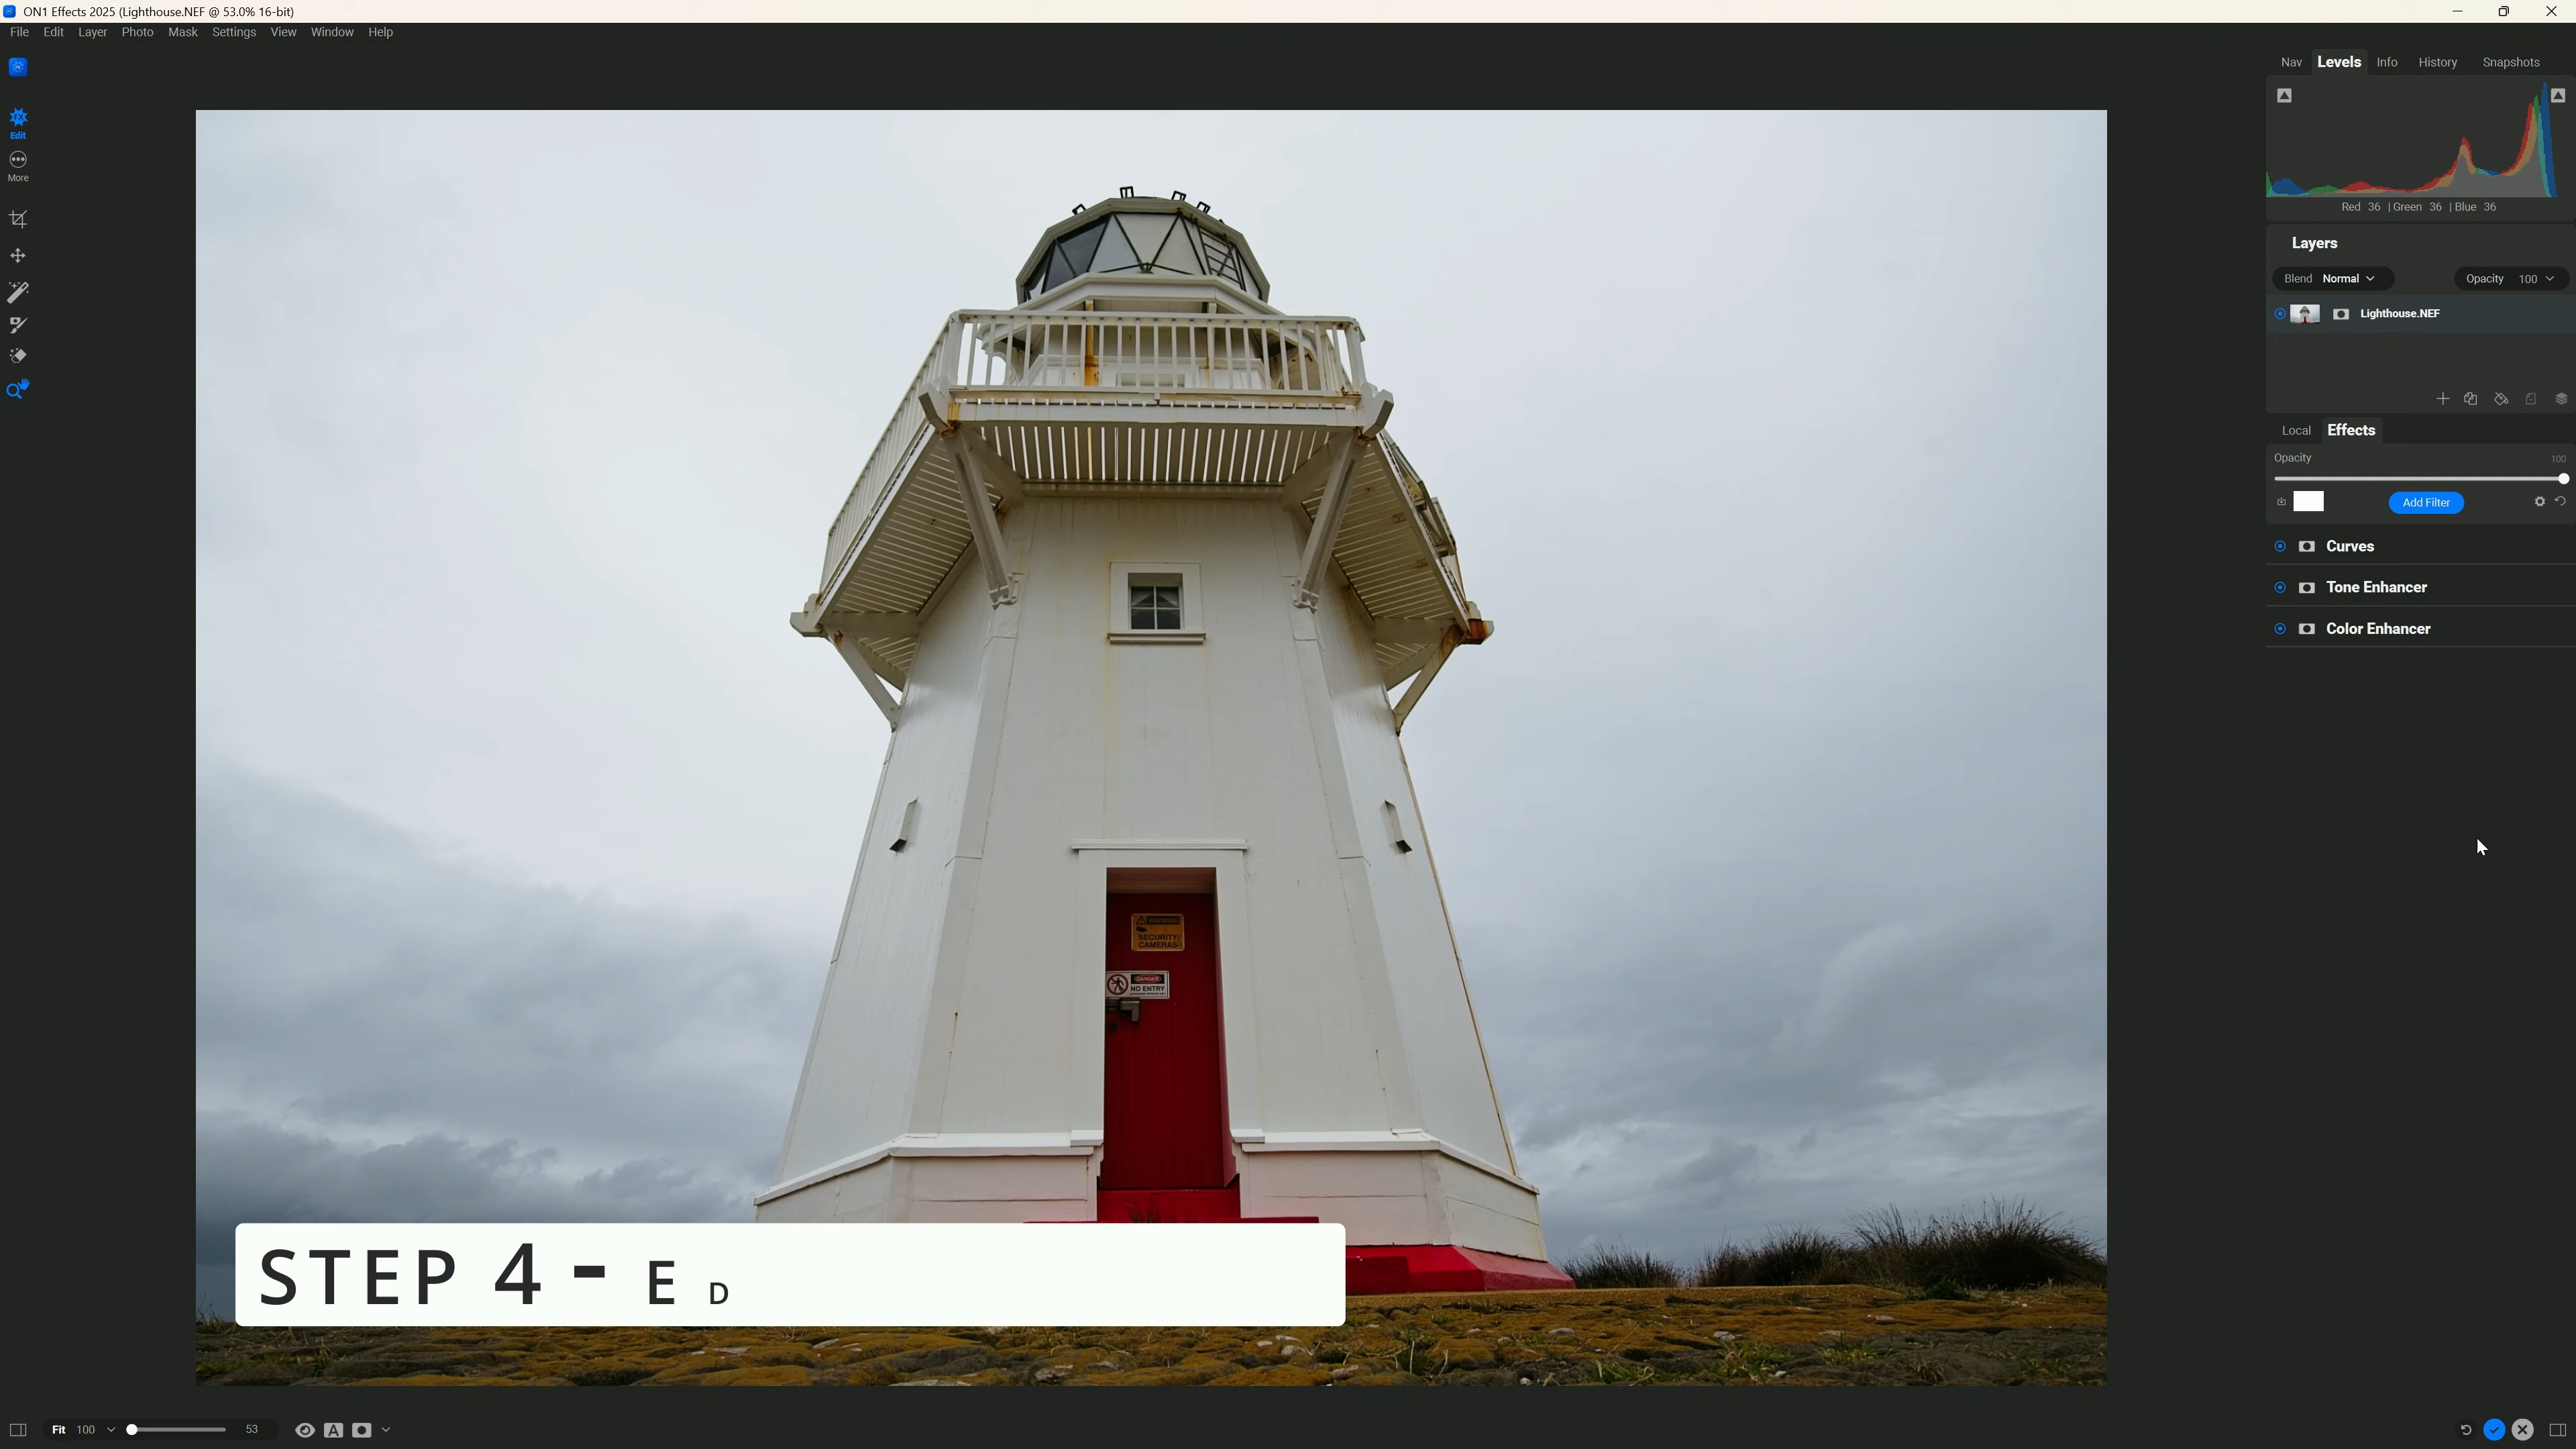 ON1 Effects 2025 (Lighthouse.NEF @ 53.0% 16-bit)
File Edit Layer Photo Mask Settings View Window Help
Nav Levels Info History Snapshots
Edit
More
Red 36 | Green 36 | Blue 36
Layers
Blend Normal Opacity 100
Lighthouse.NEF
Local Effects
Opacity 100
Add Filter
Curves
Tone Enhancer
Color Enhancer
WARNING
SECURITY
CAMERAS
DANGER
NO ENTRY
STEP 4 - E D
Fit 100 53 A